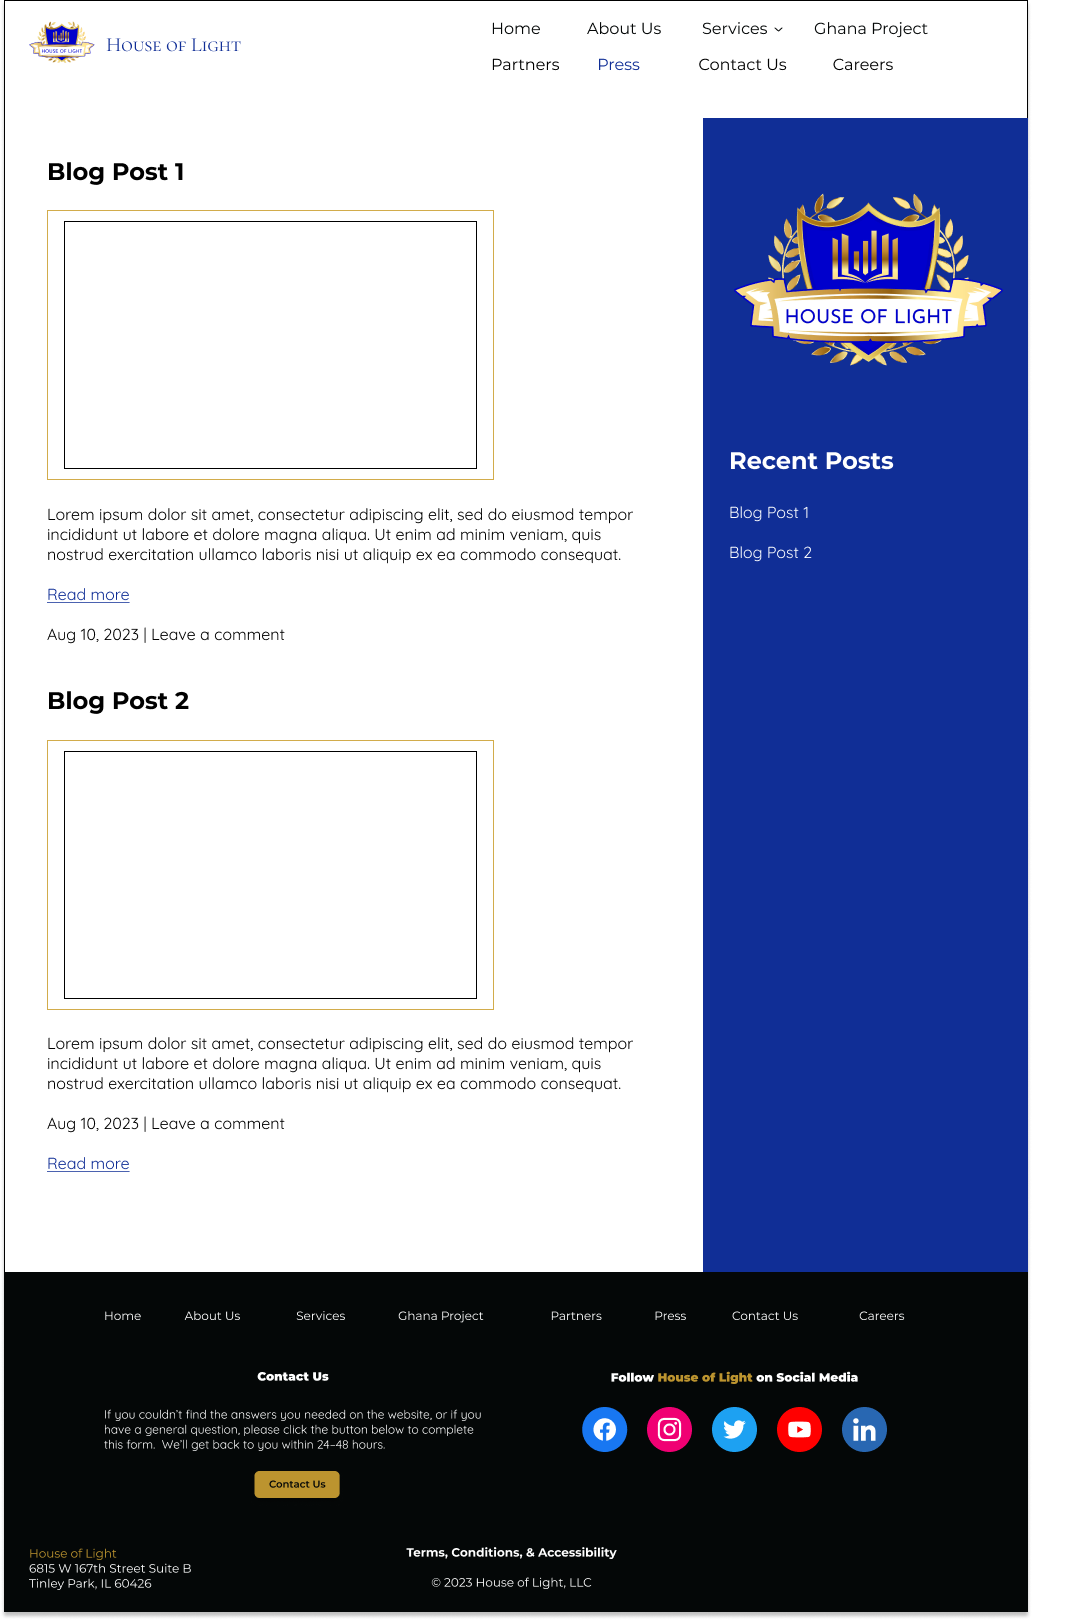 HOUSE OF LIGHT
House of Light
Home About Us Services Ghana Project
Partners Press Contact Us Careers
Blog Post 1
Lorem ipsum dolor sit amet, consectetur adipiscing elit, sed do eiusmod tempor
incididunt ut labore et dolore magna aliqua. Ut enim ad minim veniam, quis
nostrud exercitation ullamco laboris nisi ut aliquip ex ea commodo consequat.
Read more
Aug 10, 2023 | Leave a comment
Blog Post 2
Lorem ipsum dolor sit amet, consectetur adipiscing elit, sed do eiusmod tempor
incididunt ut labore et dolore magna aliqua. Ut enim ad minim veniam, quis
nostrud exercitation ullamco laboris nisi ut aliquip ex ea commodo consequat.
Aug 10, 2023 | Leave a comment
Read more
HOUSE OF LIGHT
Recent Posts
Blog Post 1
Blog Post 2
Home About Us Services Ghana Project Partners Press Contact Us Careers
Contact Us
If you couldn't find the answers you needed on the website, or if you
have a general question, please click the button below to complete
this form. We'll get back to you within 24–48 hours.
Contact Us
Follow House of Light on Social Media
in
House of Light
6815 W 167th Street Suite B
Tinley Park, IL 60426
Terms, Conditions, & Accessibility
© 2023 House of Light, LLC